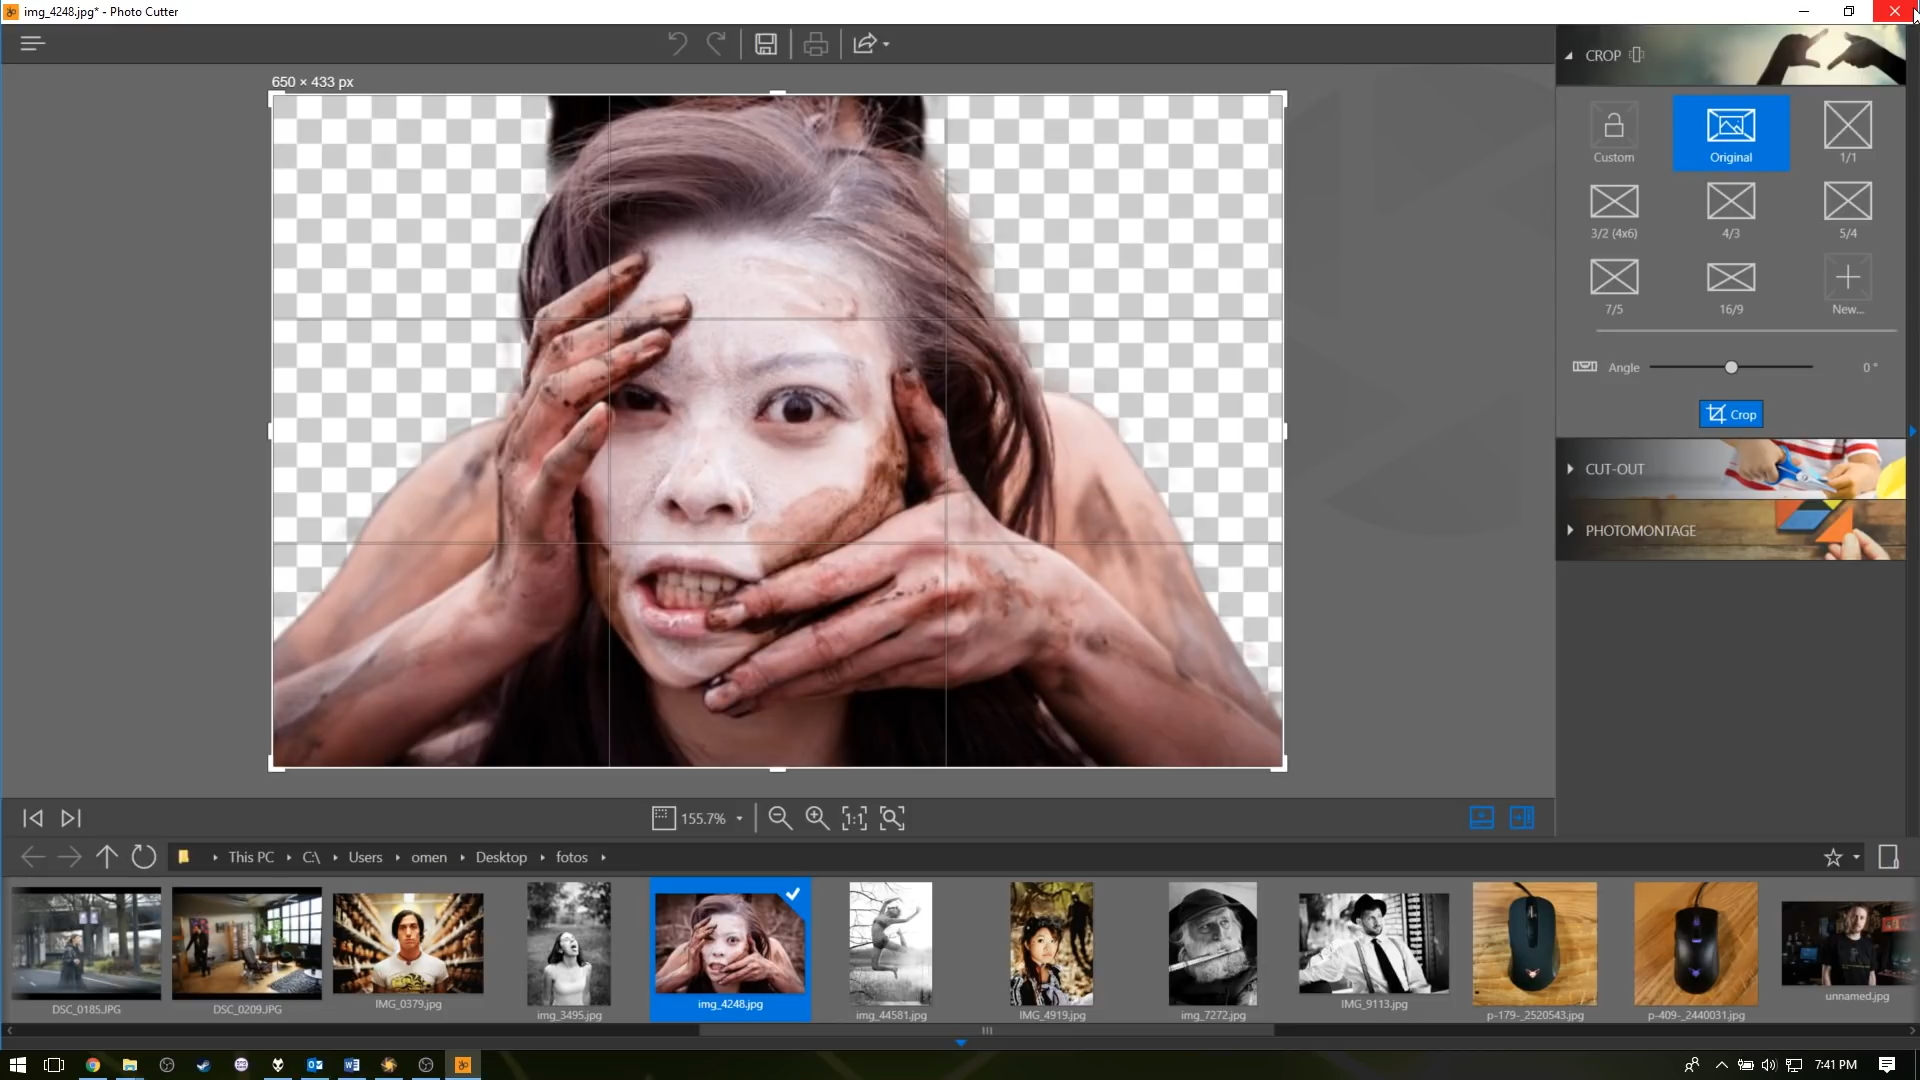 img_4248.jpg* - Photo Cutter
650 × 433 px
CROP
Custom
Original
1/1
3/2 (4x6)
4/3
5/4
7/5
16/9
New...
Angle
0 °
Crop
CUT-OUT
PHOTOMONTAGE
155.7%
1:1
This PC
C:\
Users
omen
Desktop
fotos
DSC_0185.JPG
DSC_0209.JPG
IMG_0379.jpg
img_3495.jpg
img_4248.jpg
img_44581.jpg
IMG_4919.jpg
img_7272.jpg
IMG_9113.jpg
p-179-_2520543.jpg
p-409-_2440031.jpg
unnamed.jpg
7:41 PM